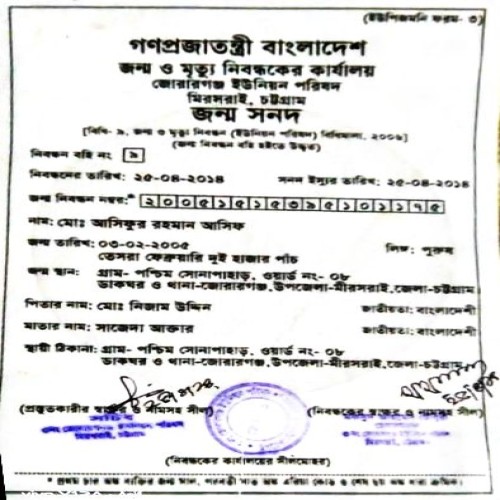 (ইউপিজমনি ফরম- ৩)
গণপ্রজাতন্ত্রী বাংলাদেশ
জন্ম ও মৃত্যু নিবন্ধকের কার্যালয়
জোরারগঞ্জ ইউনিয়ন পরিষদ
মিরসরাই, চট্টগ্রাম
জন্ম সনদ
[বিধি- ৯, জন্ম ও মৃত্যু নিবন্ধন (ইউনিয়ন পরিষদ) বিধিমালা, ২০০৬]
(জন্ম নিবন্ধন বহি হইতে উদ্ধৃত)
নিবন্ধন বহি নং ৯
নিবন্ধনের তারিখ: ২৫-০৪-২০১৪ সনদ ইস্যুর তারিখ: ২৫-০৪-২০১৪
জন্ম নিবন্ধন নম্বর:* ২০০৫১৫১৫৩৯৫১০১১৭৫
নাম: মোঃ আসিফুর রহমান আসিফ
জন্ম তারিখ: ০৩-০২-২০০৫ লিঙ্গ: পুরুষ
তেসরা ফেব্রুয়ারি দুই হাজার পাঁচ
জন্ম স্থান: গ্রাম- পশ্চিম সোনাপাহাড়, ওয়ার্ড নং- ০৮
ডাকঘর ও থানা-জোরারগঞ্জ,উপজেলা-মীরসরাই,জেলা-চট্টগ্রাম
পিতার নাম: মোঃ নিজাম উদ্দিন জাতীয়তা: বাংলাদেশী
মাতার নাম: সাজেদা আক্তার জাতীয়তা: বাংলাদেশী
স্থায়ী ঠিকানা: গ্রাম- পশ্চিম সোনাপাহাড়, ওয়ার্ড নং- ০৮
ডাকঘর ও থানা-জোরারগঞ্জ,উপজেলা-মীরসরাই,জেলা-চট্টগ্রাম
(প্রস্তুতকারীর স্বাক্ষর ও নামসহ সীল) (নিবন্ধকের স্বাক্ষর ও নামসহ সীল)
(নিবন্ধকের কার্যালয়ের সীলমোহর)